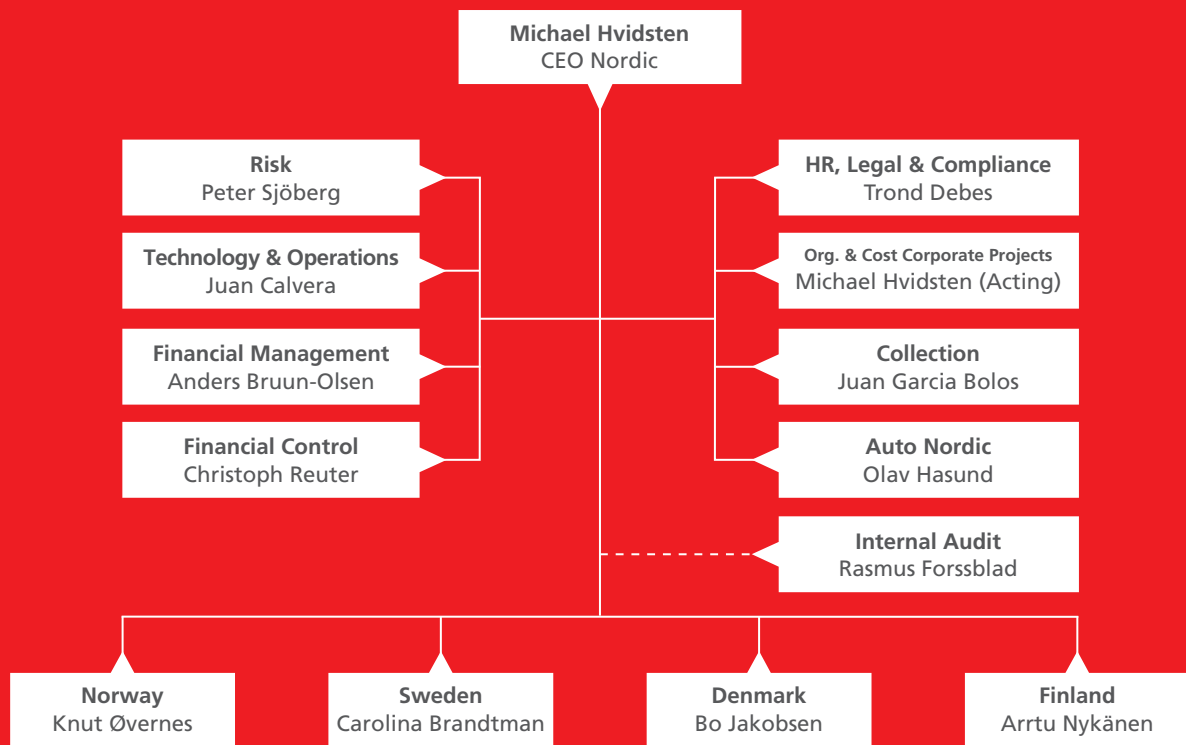 Michael Hvidsten
CEO Nordic
Risk
Peter Sjöberg
HR, Legal & Compliance
Trond Debes
Technology & Operations
Juan Calvera
Org. & Cost Corporate Projects
Michael Hvidsten (Acting)
Financial Management
Anders Bruun-Olsen
Collection
Juan Garcia Bolos
Financial Control
Christoph Reuter
Auto Nordic
Olav Hasund
Internal Audit
Rasmus Forssblad
Norway
Knut Øvernes
Sweden
Carolina Brandtman
Denmark
Bo Jakobsen
Finland
Arrtu Nykänen